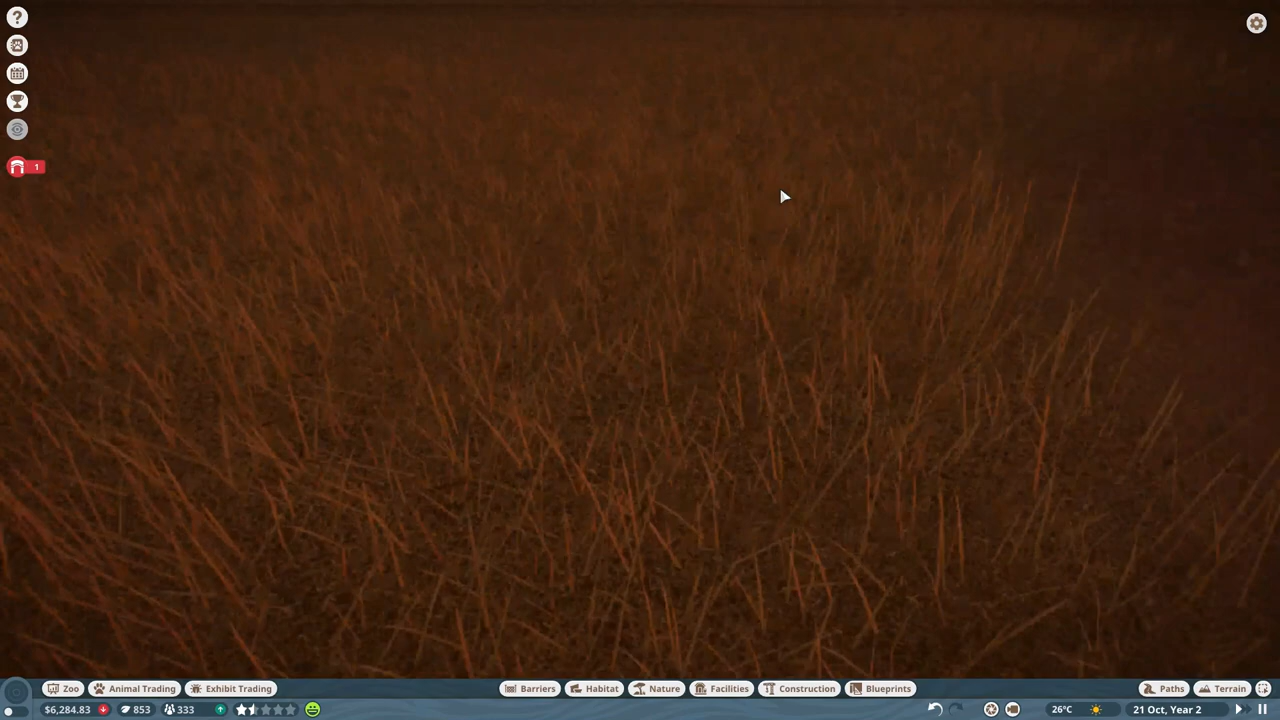 ?
1
Zoo
Animal Trading
Exhibit Trading
Barriers
Habitat
Nature
Facilities
Construction
Blueprints
Paths
Terrain
$6,284.83
853
333
26°C
21 Oct, Year 2